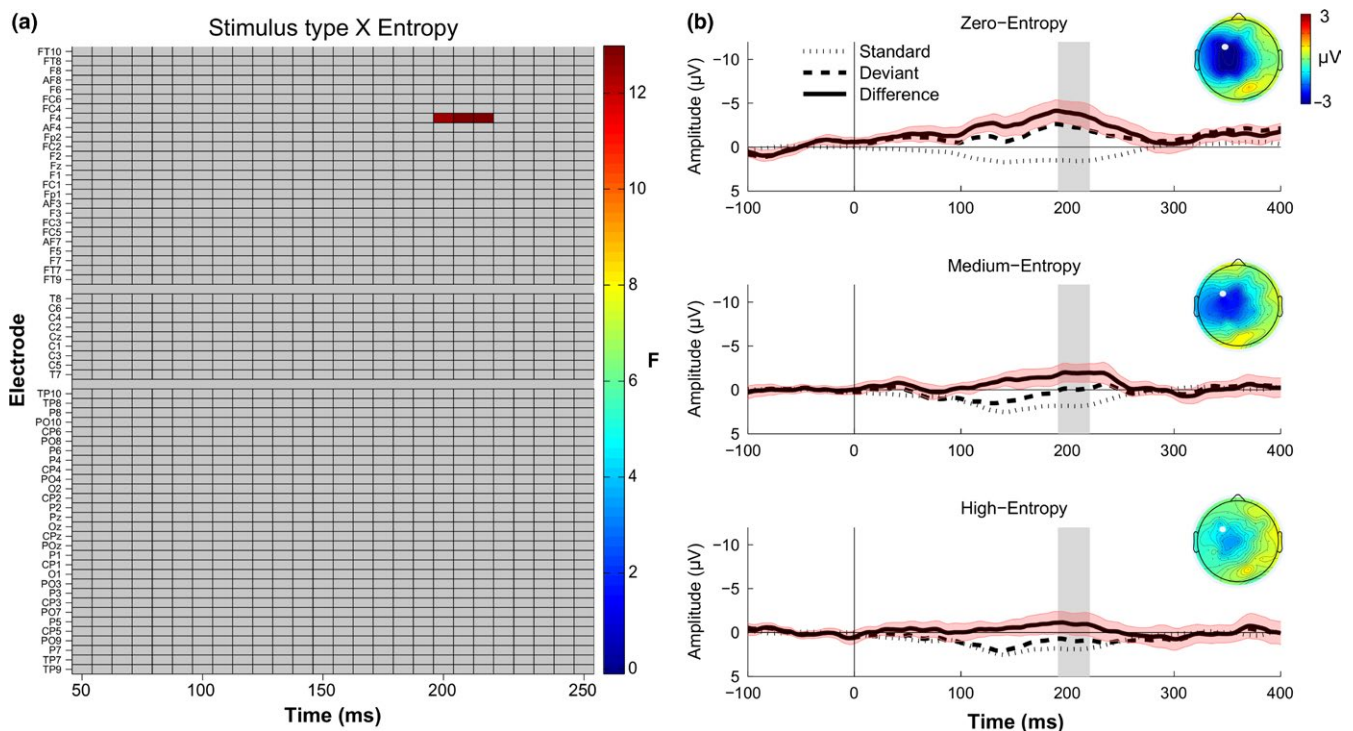 (a)
Stimulus type X Entropy
FT10
FT8
F8
AF8
F6
FC6
FC4
F4
AF4
Fp2
FC2
F2
Fz
F1
FC1
Fp1
AF3
F3
FC3
FC5
AF7
F5
F7
FT7
FT9
T8
C6
C4
C2
Cz
C1
C3
C5
T7
TP10
TP8
P8
PO10
CP6
PO8
P6
P4
CP4
PO4
O2
CP2
P2
Pz
Oz
CPz
POz
P1
CP1
O1
PO3
P3
CP3
PO7
P5
CP5
PO9
P7
TP7
TP9
Electrode
50 100 150 200 250
Time (ms)
12
10
8
6
4
2
0
F
(b)
Zero−Entropy
Standard
Deviant
Difference
3
µV
−3
Amplitude (µV)
−10
−5
0
5
−100 0 100 200 300 400
Medium−Entropy
Amplitude (µV)
−10
−5
0
5
−100 0 100 200 300 400
High−Entropy
Amplitude (µV)
−10
−5
0
5
−100 0 100 200 300 400
Time (ms)